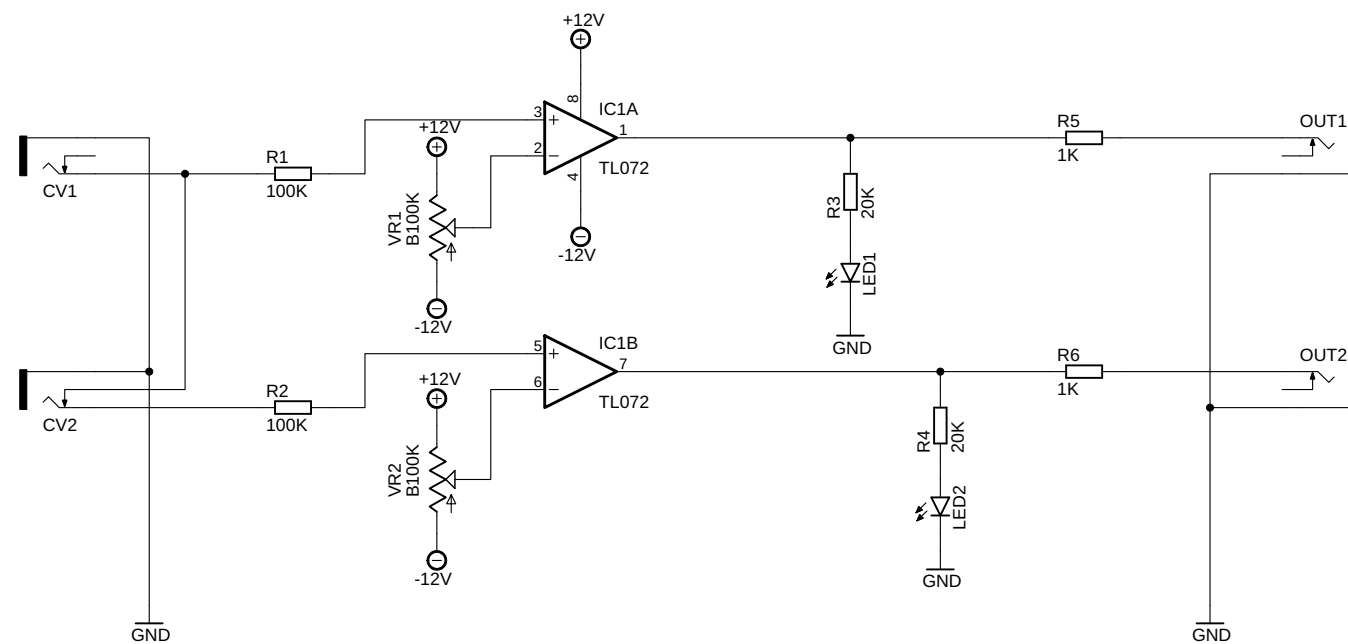 +12V
8
IC1A
3
+
1
2
−
TL072
4
-12V
+12V
VR1
B100K
-12V
CV1
R1
100K
R3
20K
LED1
GND
R5
1K
OUT1
IC1B
5
+
7
6
−
TL072
+12V
VR2
B100K
-12V
CV2
R2
100K
R4
20K
LED2
GND
R6
1K
OUT2
GND
GND